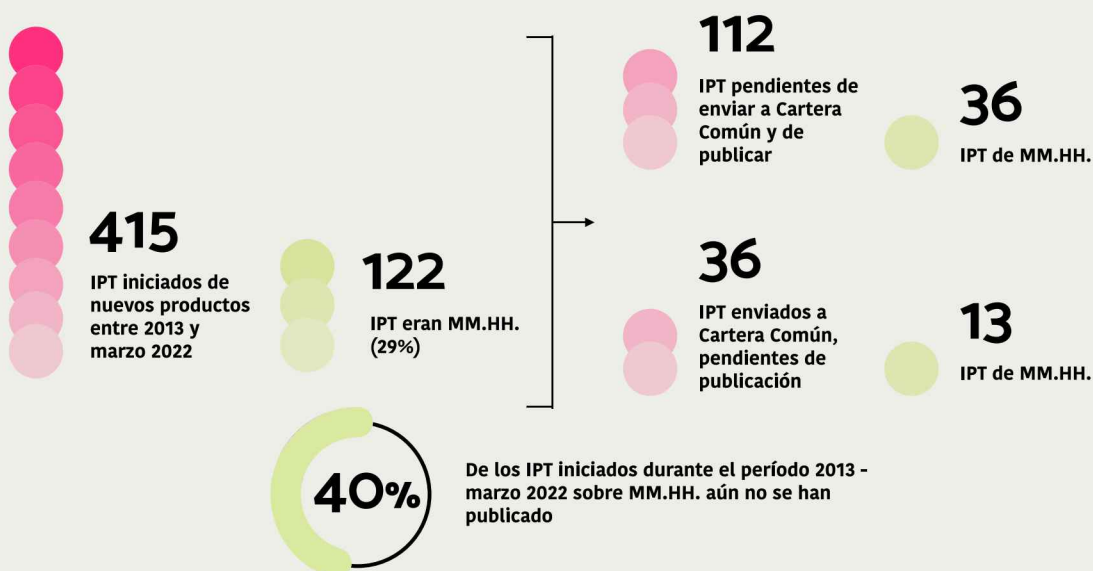 415
IPT iniciados de
nuevos productos
entre 2013 y
marzo 2022
122
IPT eran MM.HH.
(29%)
112
IPT pendientes de
enviar a Cartera
Común y de
publicar
36
IPT de MM.HH.
36
IPT enviados a
Cartera Común,
pendientes de
publicación
13
IPT de MM.HH.
40%
De los IPT iniciados durante el período 2013 -
marzo 2022 sobre MM.HH. aún no se han
publicado